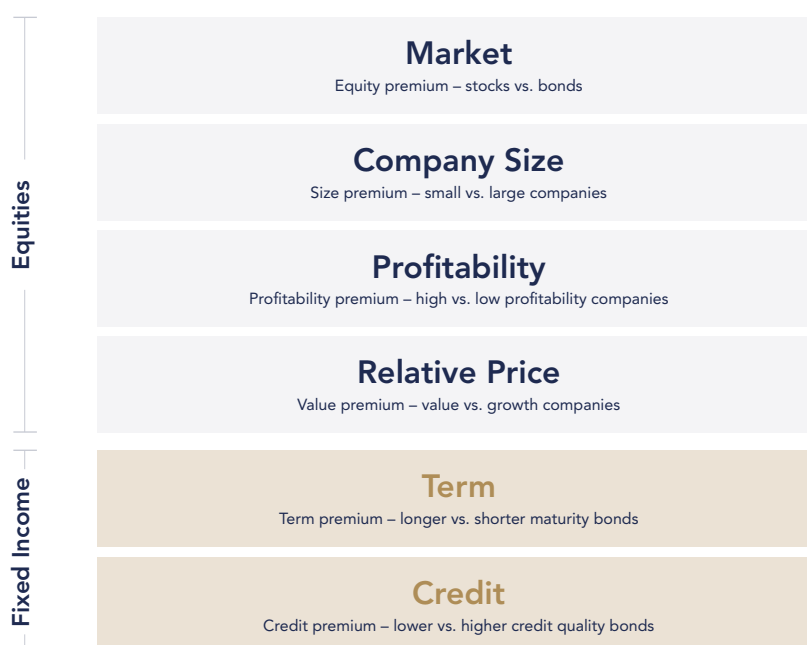 Equities
Market
Equity premium – stocks vs. bonds
Company Size
Size premium – small vs. large companies
Profitability
Profitability premium – high vs. low profitability companies
Relative Price
Value premium – value vs. growth companies
Fixed Income
Term
Term premium – longer vs. shorter maturity bonds
Credit
Credit premium – lower vs. higher credit quality bonds